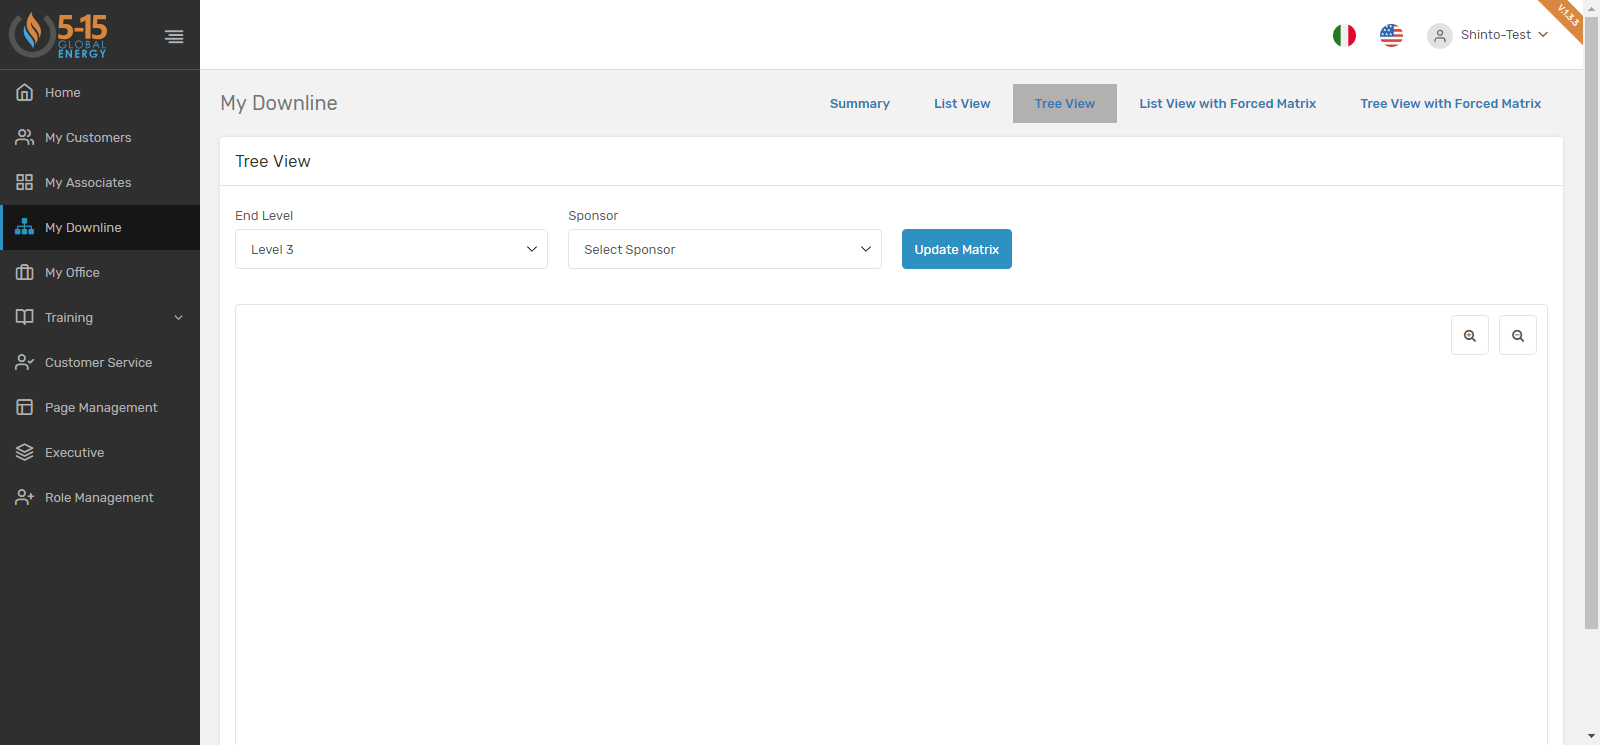 5-15
GLOBAL
ENERGY
Shinto-Test
V.1.3.3
Home
My Customers
My Associates
My Downline
My Office
Training
Customer Service
Page Management
Executive
Role Management
My Downline
Summary
List View
Tree View
List View with Forced Matrix
Tree View with Forced Matrix
Tree View
End Level
Sponsor
Level 3
Select Sponsor
Update Matrix